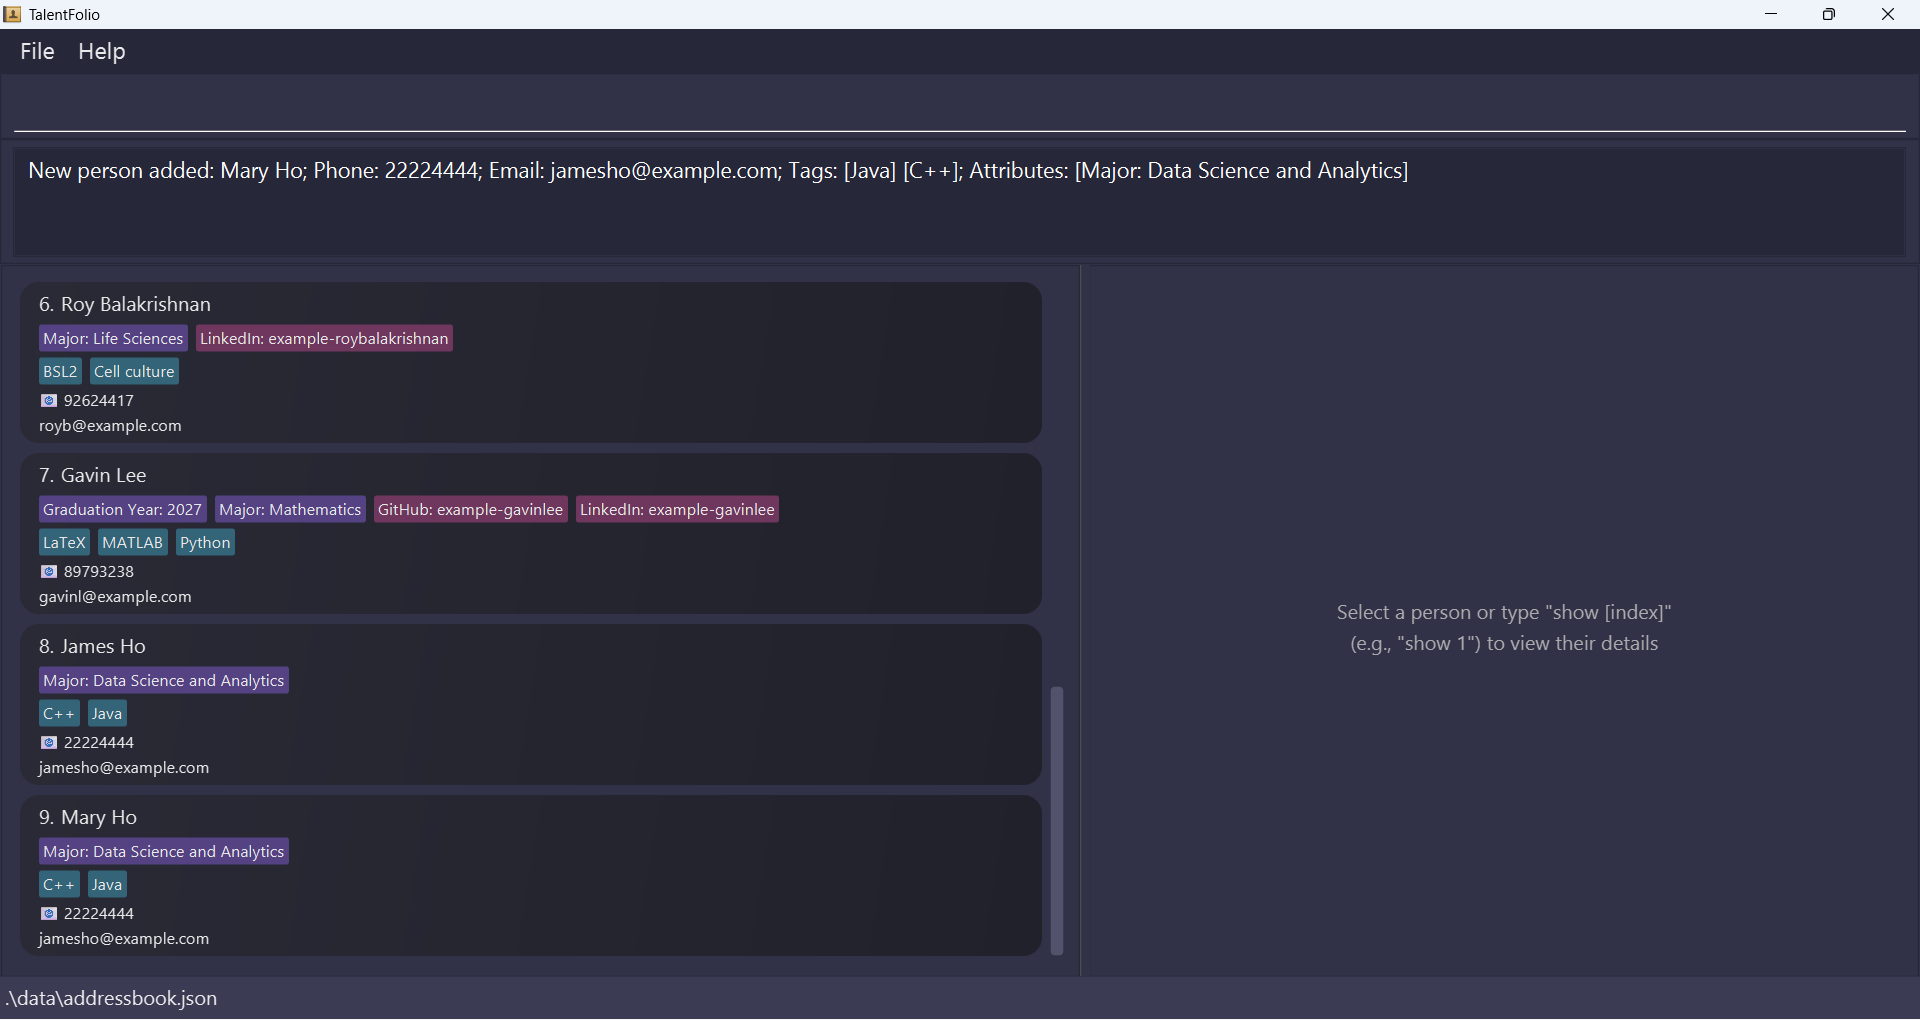 TalentFolio
File Help
New person added: Mary Ho; Phone: 22224444; Email: jamesho@example.com; Tags: [Java] [C++]; Attributes: [Major: Data Science and Analytics]
6. Roy Balakrishnan
Major: Life Sciences LinkedIn: example-roybalakrishnan
BSL2 Cell culture
92624417
royb@example.com
7. Gavin Lee
Graduation Year: 2027 Major: Mathematics GitHub: example-gavinlee LinkedIn: example-gavinlee
LaTeX MATLAB Python
89793238
gavinl@example.com
8. James Ho
Major: Data Science and Analytics
C++ Java
22224444
jamesho@example.com
9. Mary Ho
Major: Data Science and Analytics
C++ Java
22224444
jamesho@example.com
Select a person or type "show [index]"
(e.g., "show 1") to view their details
.\data\addressbook.json